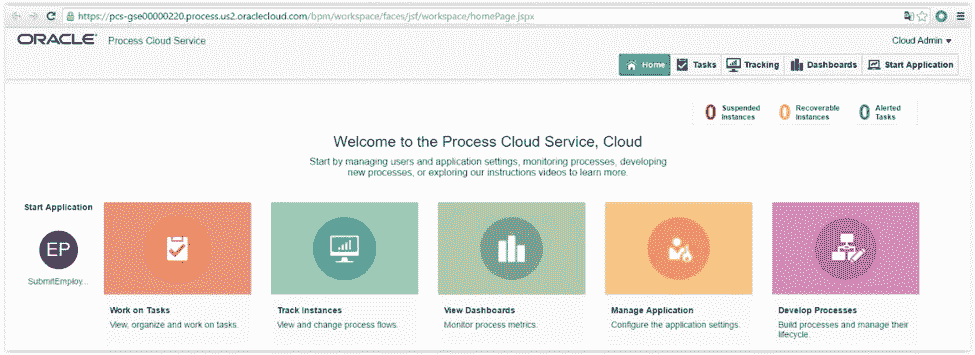 https://pcs-gse00000220.process.us2.oraclecloud.com/bpm/workspace/faces/jsf/workspace/homePage.jspx
ORACLE Process Cloud Service
Cloud Admin
Home Tasks Tracking Dashboards Start Application
0 Suspended Instances 0 Recoverable Instances 0 Alerted Tasks
Welcome to the Process Cloud Service, Cloud
Start by managing users and application settings, monitoring processes, developing
new processes, or exploring our instructions videos to learn more.
Start Application
EP
SubmitEmploy...
Work on Tasks
View, organize and work on tasks.
Track Instances
View and change process flows.
View Dashboards
Monitor process metrics.
Manage Application
Configure the application settings.
Develop Processes
Build processes and manage their
lifecycle.